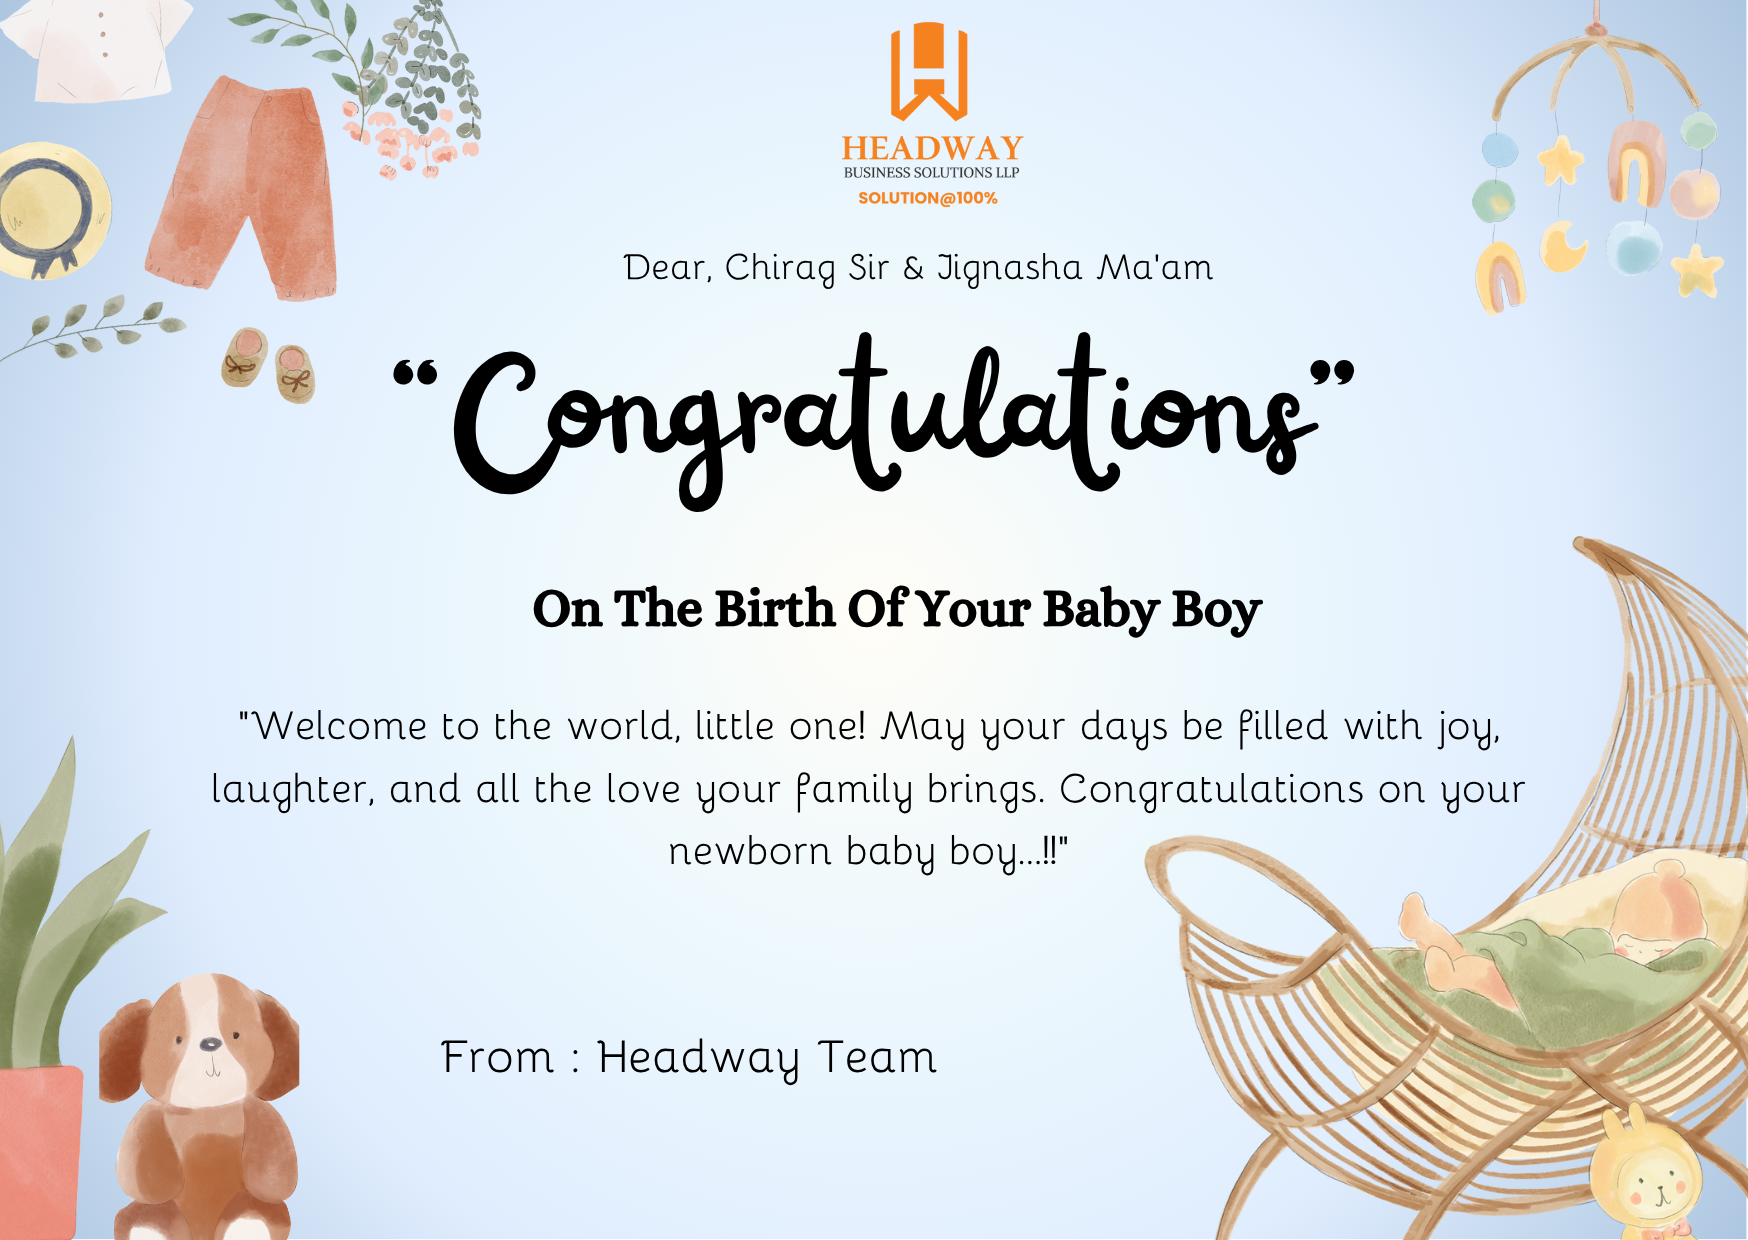 HEADWAY
BUSINESS SOLUTIONS LLP
SOLUTION@100%
Dear, Chirag Sir & Jignasha Ma'am
“Congratulations”
On The Birth Of Your Baby Boy
"Welcome to the world, little one! May your days be filled with joy,
laughter, and all the love your family brings. Congratulations on your
newborn baby boy...!!"
From : Headway Team